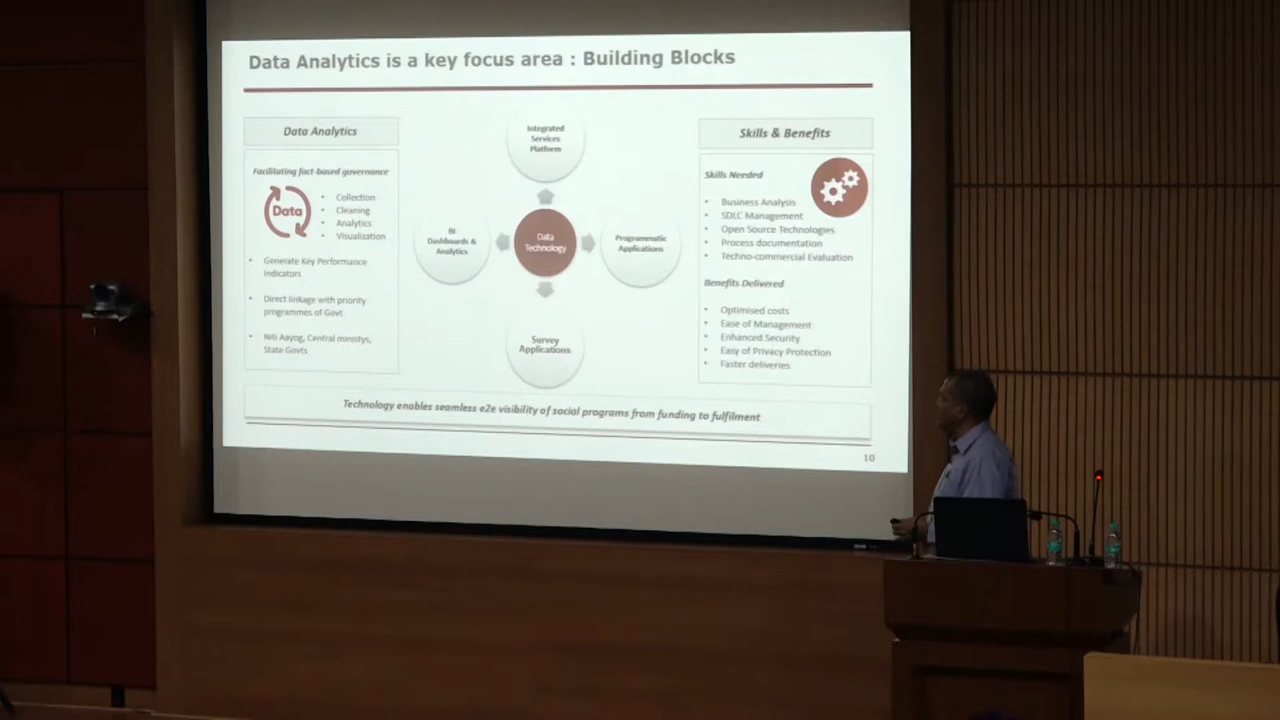 Data Analytics is a key focus area : Building Blocks
Data Analytics
Facilitating fact-based governance
Data
• Collection
• Cleaning
• Analytics
• Visualization
• Generate Key Performance
Indicators
• Direct linkage with priority
programmes of Govt
• Niti Aayog, Central ministys,
State Govts
Integrated
Services
Platform
BI
Dashboards &
Analytics
Data
Technology
Programmatic
Applications
Survey
Applications
Skills & Benefits
Skills Needed
• Business Analysis
• SDLC Management
• Open Source Technologies
• Process documentation
• Techno-commercial Evaluation
Benefits Delivered
• Optimised costs
• Ease of Management
• Enhanced Security
• Easy of Privacy Protection
• Faster deliveries
Technology enables seamless e2e visibility of social programs from funding to fulfilment
10